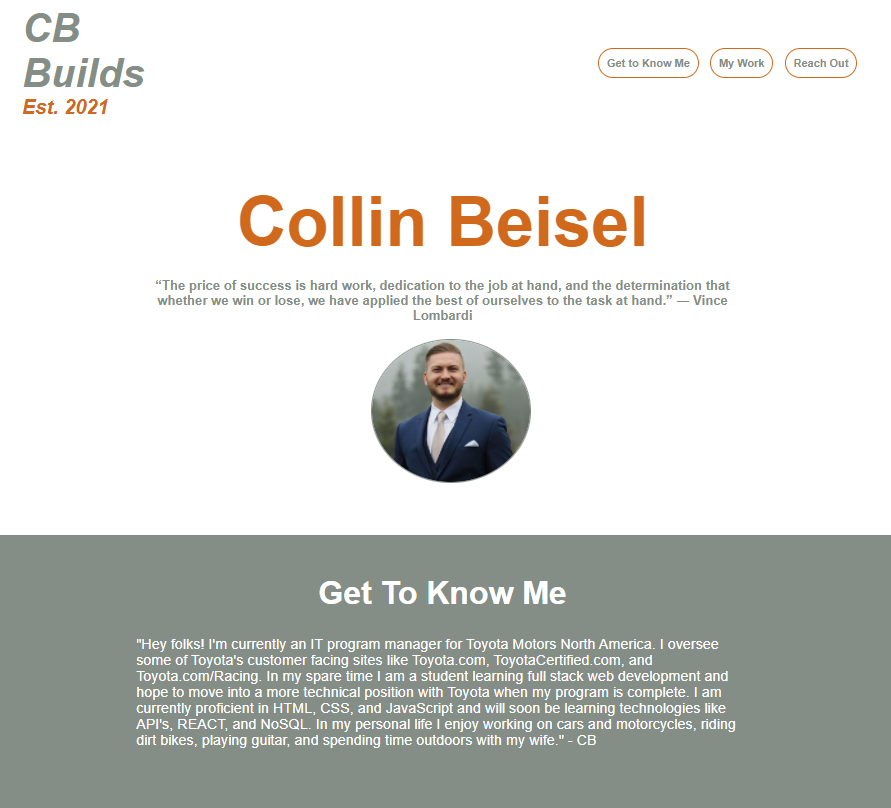 CB
Builds
Est. 2021
Get to Know Me
My Work
Reach Out
Collin Beisel
“The price of success is hard work, dedication to the job at hand, and the determination that
whether we win or lose, we have applied the best of ourselves to the task at hand.” — Vince
Lombardi
Get To Know Me
"Hey folks! I'm currently an IT program manager for Toyota Motors North America. I oversee
some of Toyota's customer facing sites like Toyota.com, ToyotaCertified.com, and
Toyota.com/Racing. In my spare time I am a student learning full stack web development and
hope to move into a more technical position with Toyota when my program is complete. I am
currently proficient in HTML, CSS, and JavaScript and will soon be learning technologies like
API's, REACT, and NoSQL. In my personal life I enjoy working on cars and motorcycles, riding
dirt bikes, playing guitar, and spending time outdoors with my wife." - CB